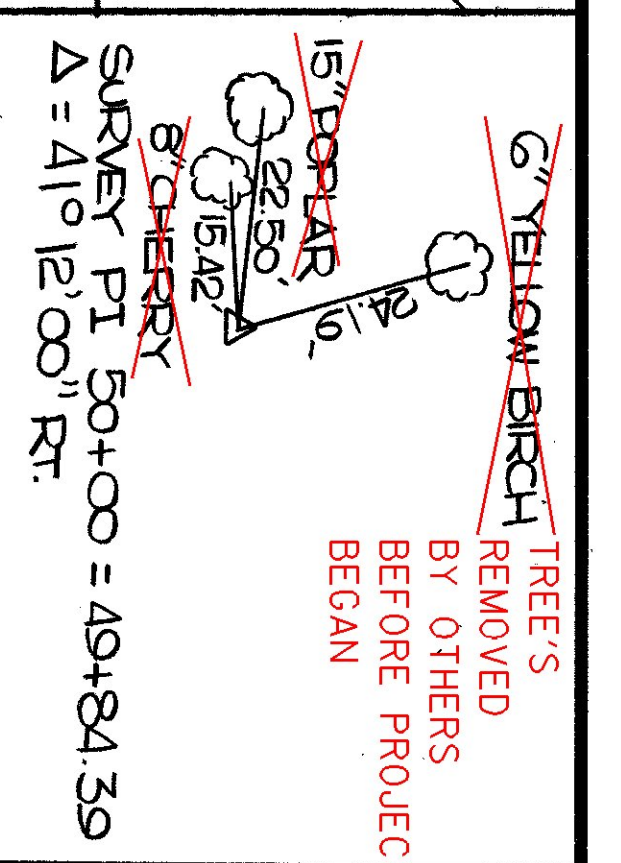 6" YELLOW BIRCH
TREE'S
REMOVED
BY OTHERS
BEFORE PROJEC
BEGAN
15" POPLAR
24.19'
22.50'
15.42'
8" CHERRY
SURVEY PI 50+00 = 49+84.39
Δ = 41° 12' 00" RT.